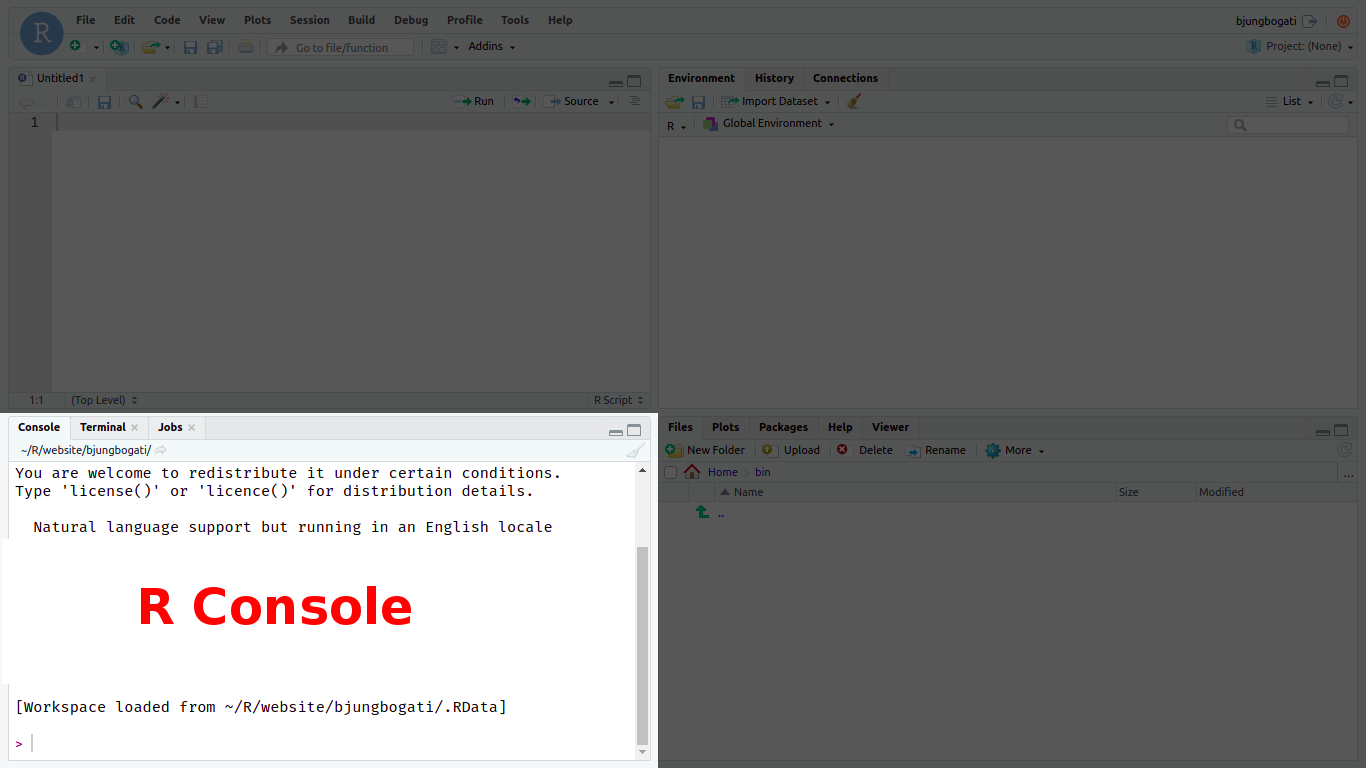 R
File Edit Code View Plots Session Build Debug Profile Tools Help
bjungbogati
Go to file/function
Addins
Project: (None)
Untitled1
Run
Source
1
1:1
(Top Level)
R Script
Environment History Connections
Import Dataset
List
R
Global Environment
Console Terminal Jobs
~/R/website/bjungbogati/
You are welcome to redistribute it under certain conditions.
Type 'license()' or 'licence()' for distribution details.
Natural language support but running in an English locale
R Console
[Workspace loaded from ~/R/website/bjungbogati/.RData]
>
Files Plots Packages Help Viewer
New Folder Upload Delete Rename More
Home bin
...
Name Size Modified
..